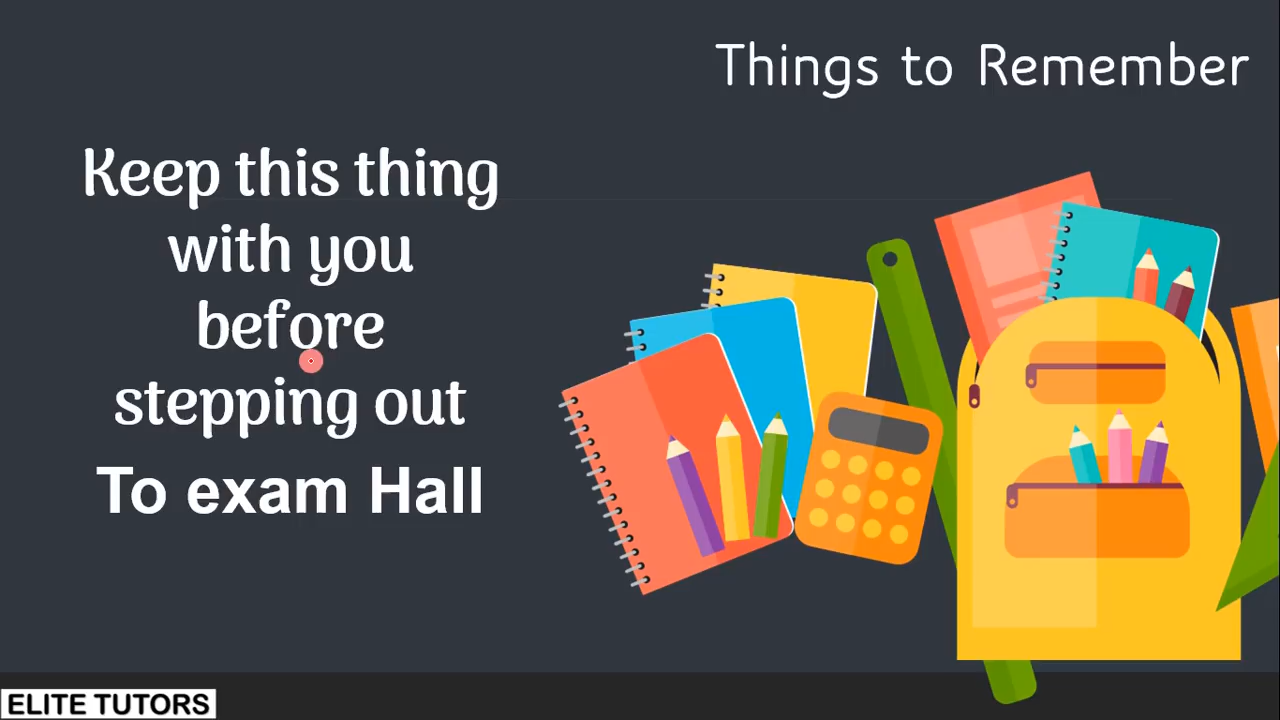 Things to Remember
Keep this thing
with you
before
stepping out
To exam Hall
ELITE TUTORS